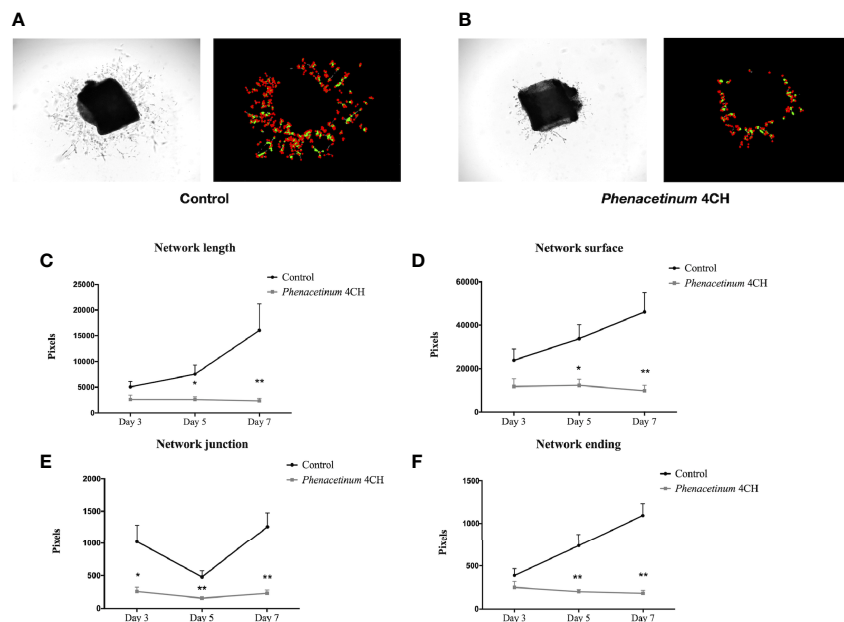 A
B
Control
Phenacetinum 4CH
C
Network length
Control
Phenacetinum 4CH
25000
20000
15000
10000
5000
0
Pixels
*
**
Day 3
Day 5
Day 7
D
Network surface
Control
Phenacetinum 4CH
60000
40000
20000
0
Pixels
*
**
Day 3
Day 5
Day 7
E
Network junction
Control
Phenacetinum 4CH
2000
1500
1000
500
0
Pixels
*
**
**
Day 3
Day 5
Day 7
F
Network ending
Control
Phenacetinum 4CH
1500
1000
500
0
Pixels
**
**
Day 3
Day 5
Day 7